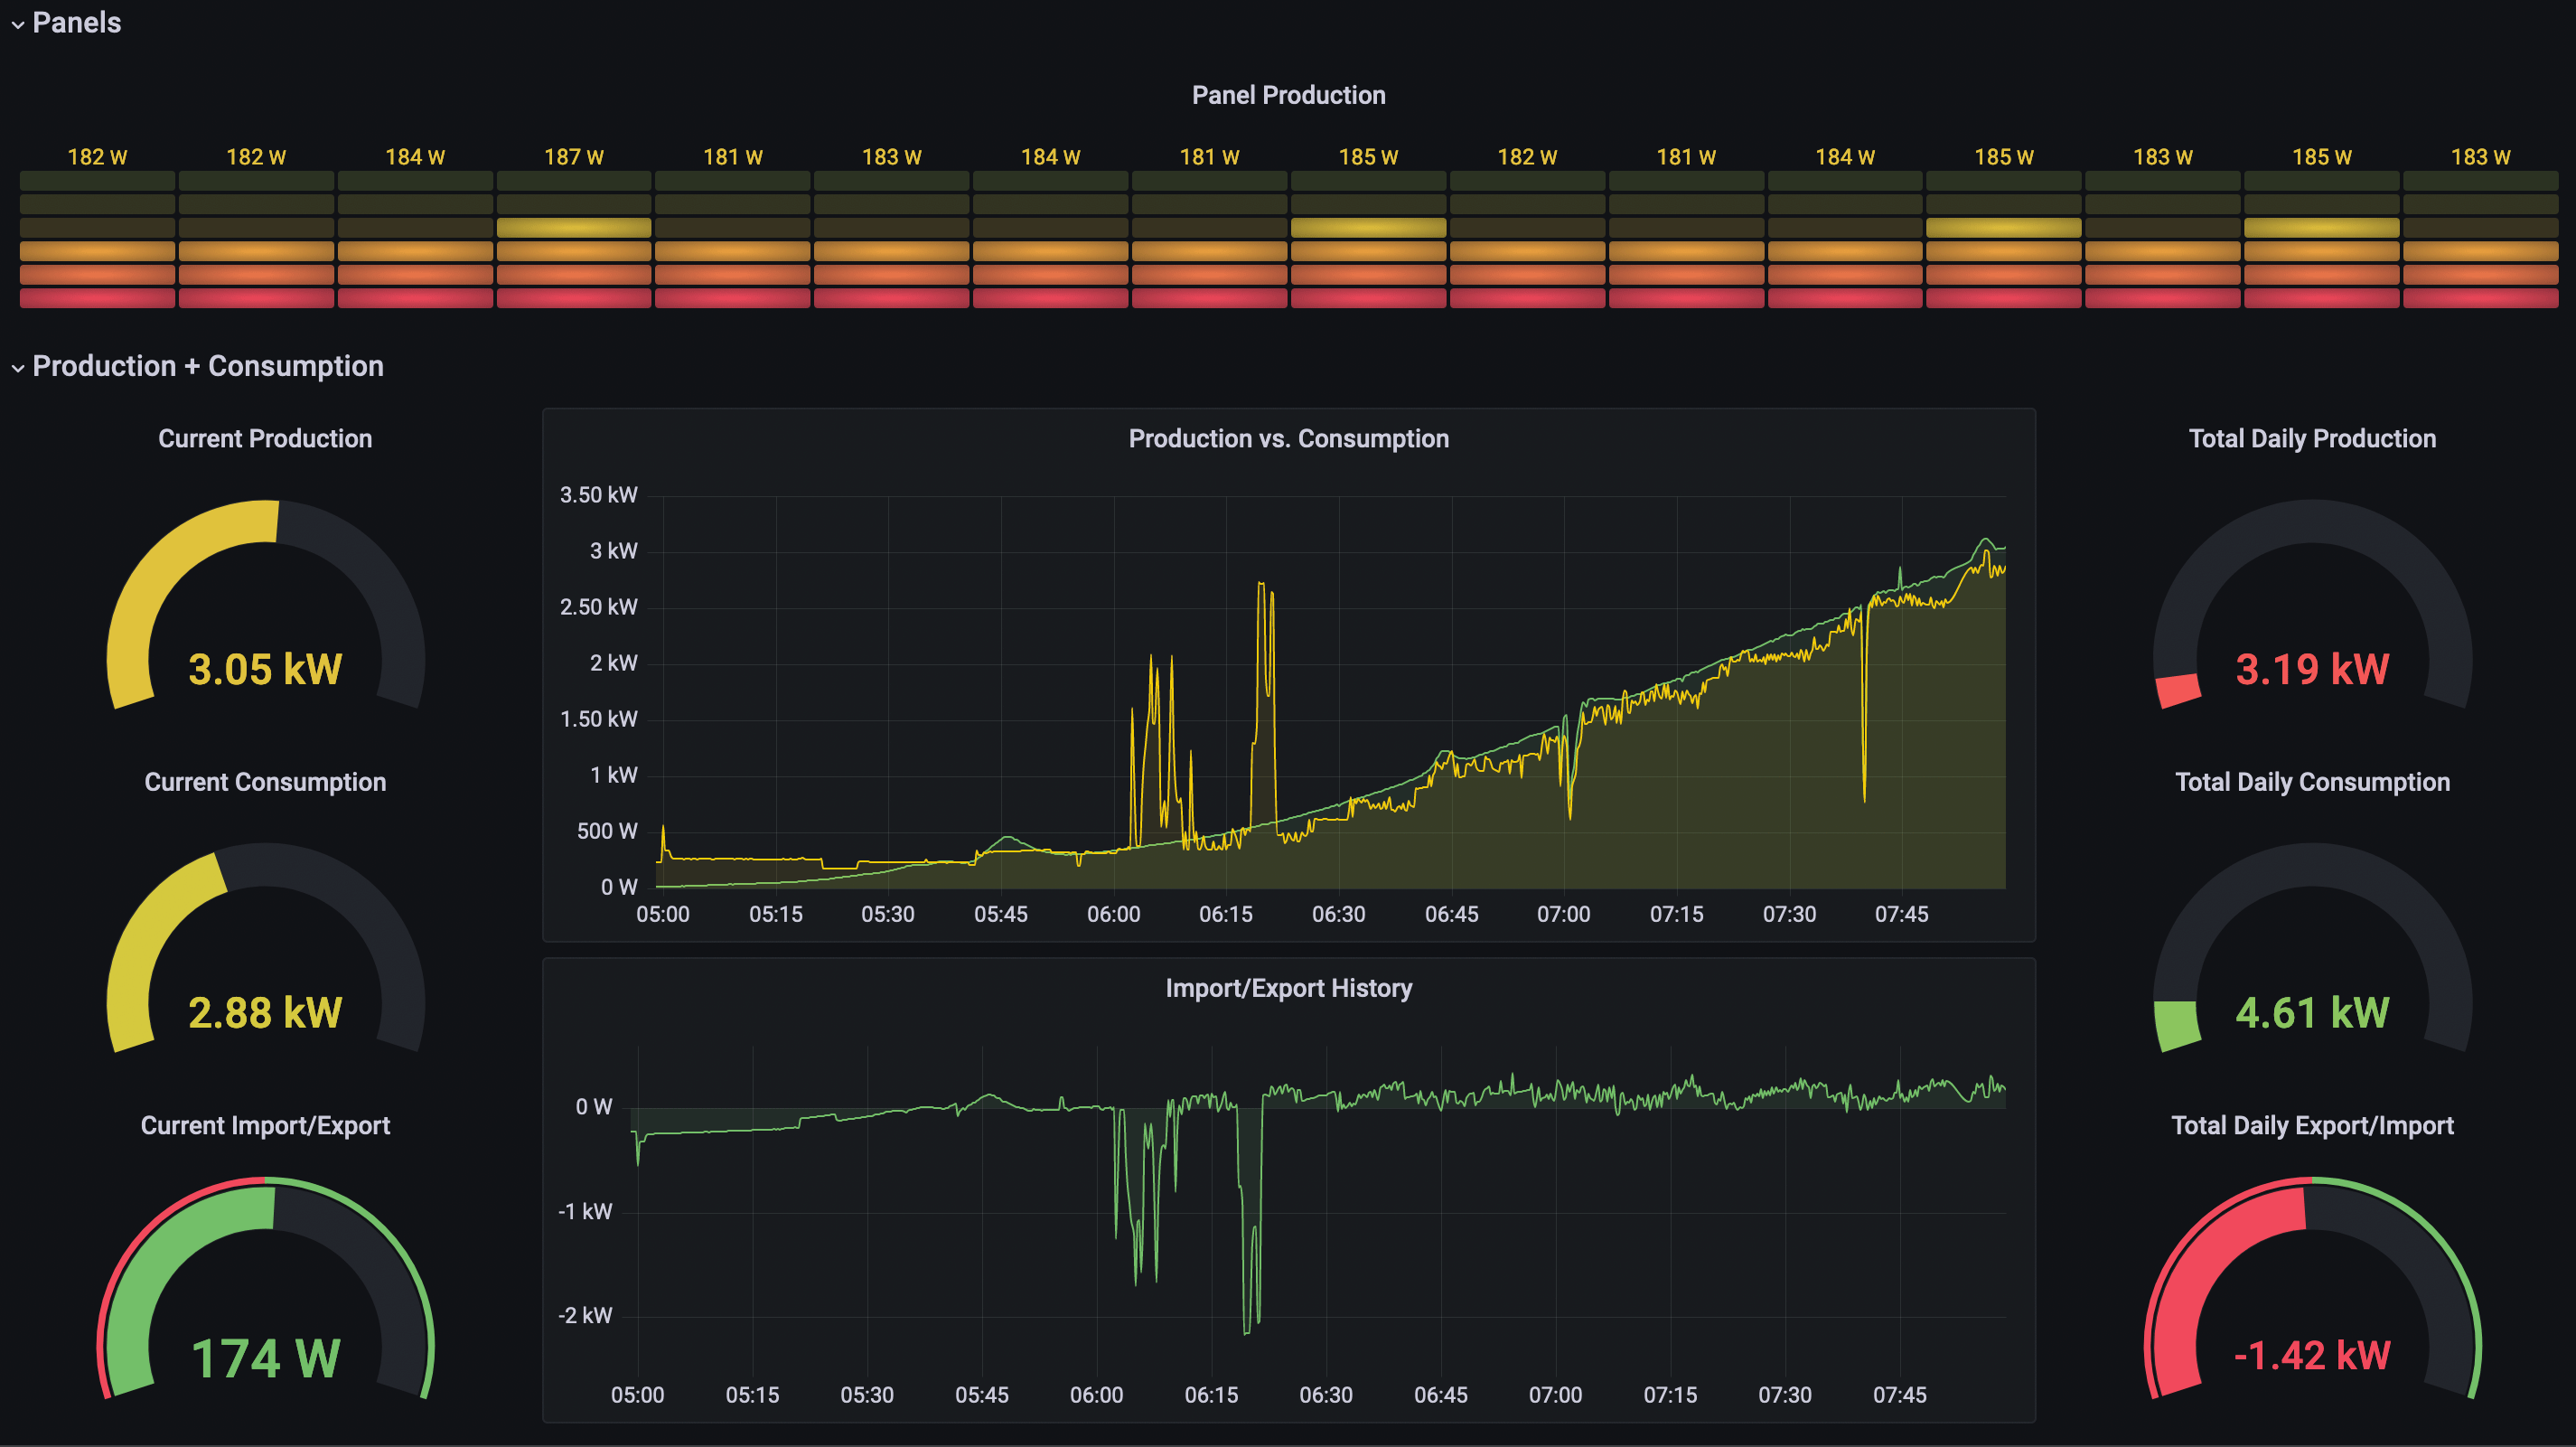 Panels
Panel Production
182 W 182 W 184 W 187 W 181 W 183 W 184 W 181 W 185 W 182 W 181 W 184 W 185 W 183 W 185 W 183 W
Production + Consumption
Current Production
3.05 kW
Current Consumption
2.88 kW
Current Import/Export
174 W
Production vs. Consumption
3.50 kW
3 kW
2.50 kW
2 kW
1.50 kW
1 kW
500 W
0 W
05:00 05:15 05:30 05:45 06:00 06:15 06:30 06:45 07:00 07:15 07:30 07:45
Import/Export History
0 W
-1 kW
-2 kW
05:00 05:15 05:30 05:45 06:00 06:15 06:30 06:45 07:00 07:15 07:30 07:45
Total Daily Production
3.19 kW
Total Daily Consumption
4.61 kW
Total Daily Export/Import
-1.42 kW